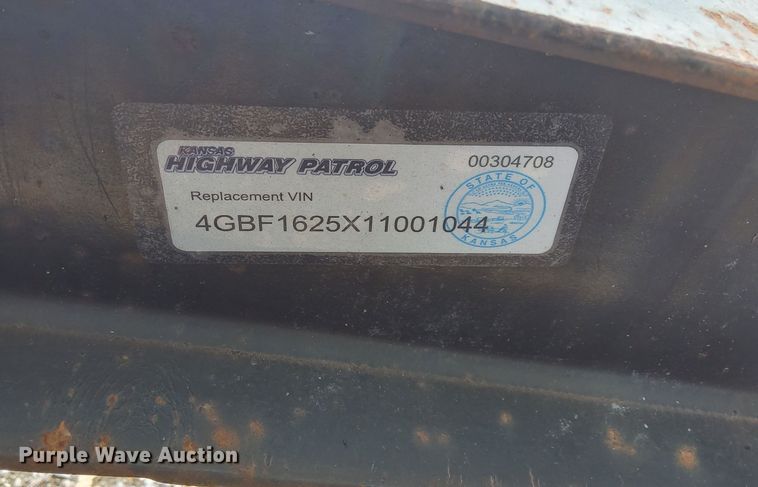 KANSAS
HIGHWAY PATROL 00304708
Replacement VIN
4GBF1625X11001044
STATE OF
KANSAS
Purple Wave Auction